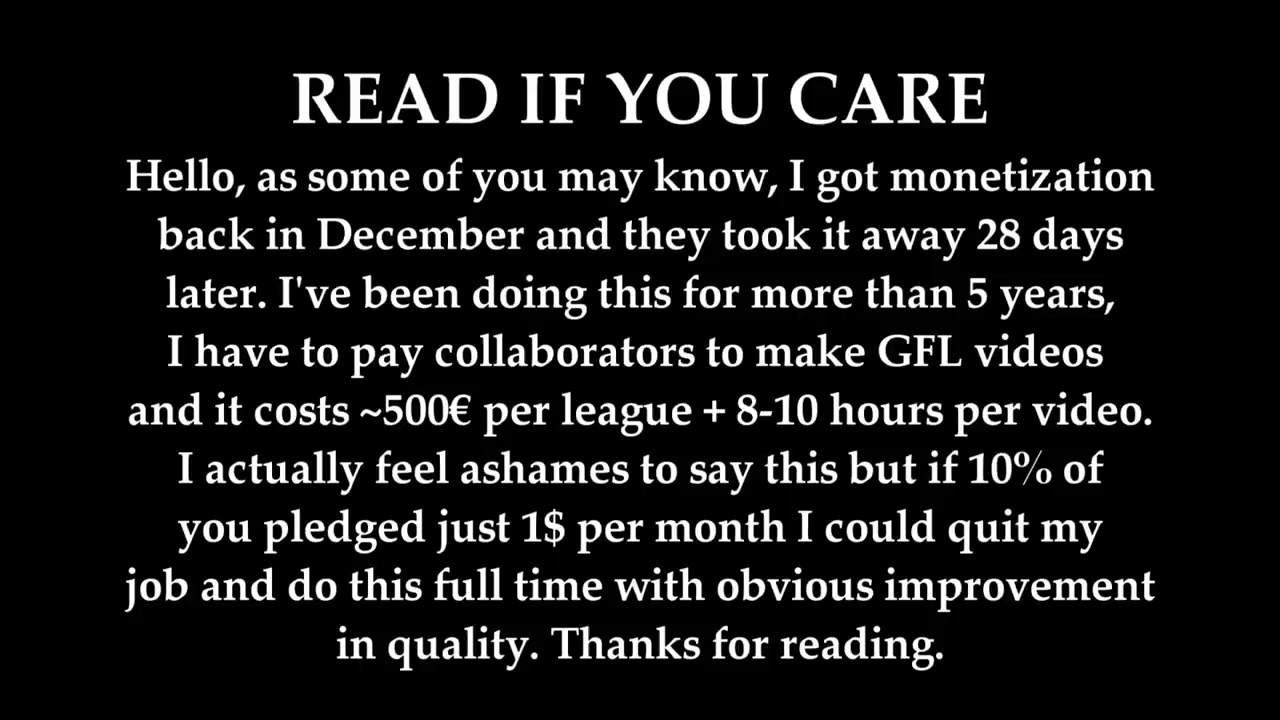 READ IF YOU CARE
Hello, as some of you may know, I got monetization
back in December and they took it away 28 days
later. I've been doing this for more than 5 years,
I have to pay collaborators to make GFL videos
and it costs ~500€ per league + 8-10 hours per video.
I actually feel ashames to say this but if 10% of
you pledged just 1$ per month I could quit my
job and do this full time with obvious improvement
in quality. Thanks for reading.